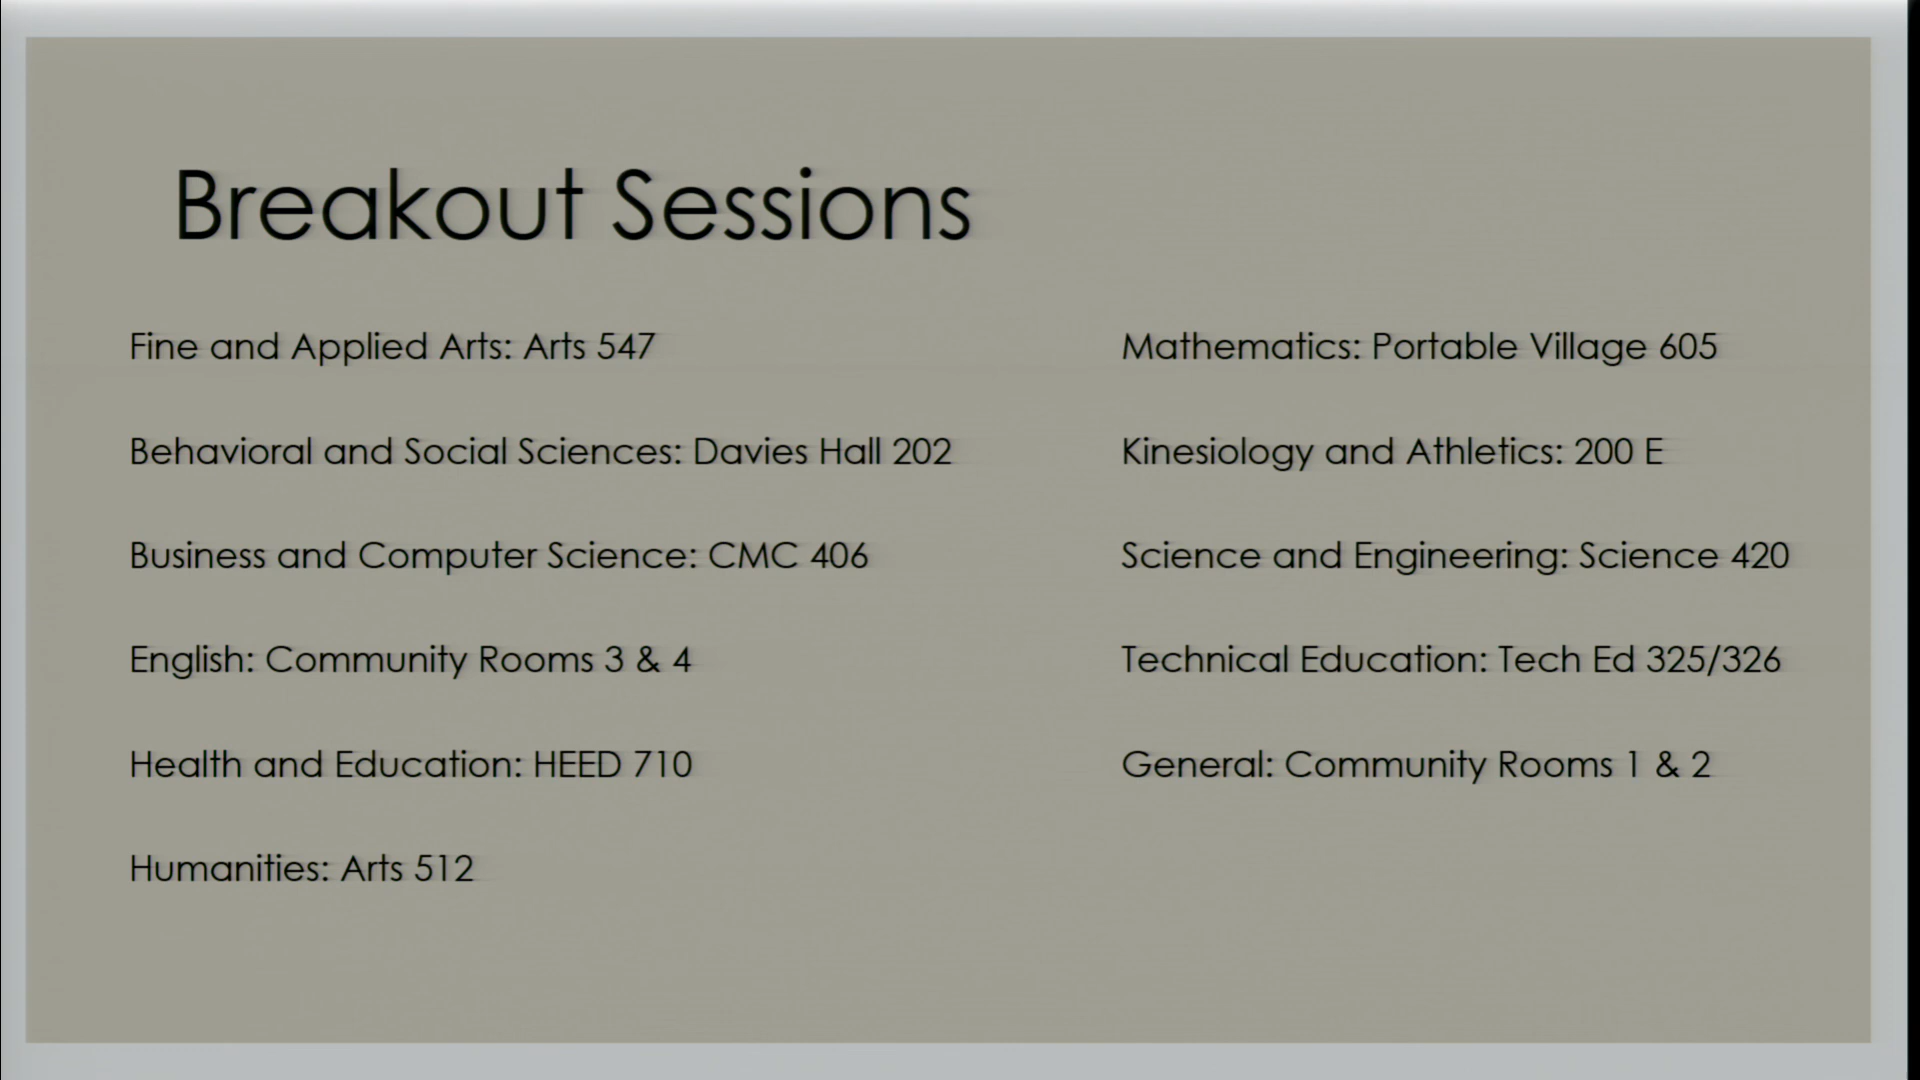 Breakout Sessions
Fine and Applied Arts: Arts 547
Behavioral and Social Sciences: Davies Hall 202
Business and Computer Science: CMC 406
English: Community Rooms 3 & 4
Health and Education: HEED 710
Humanities: Arts 512
Mathematics: Portable Village 605
Kinesiology and Athletics: 200 E
Science and Engineering: Science 420
Technical Education: Tech Ed 325/326
General: Community Rooms 1 & 2